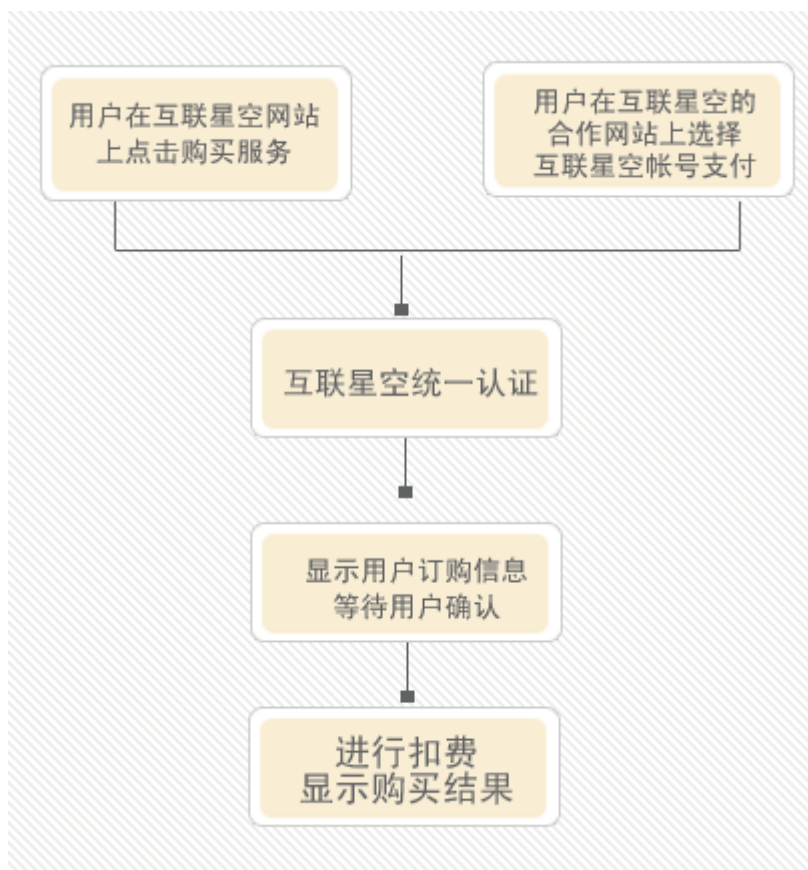 用户在互联星空网站
上点击购买服务
用户在互联星空的
合作网站上选择
互联星空帐号支付
互联星空统一认证
显示用户订购信息
等待用户确认
进行扣费
显示购买结果